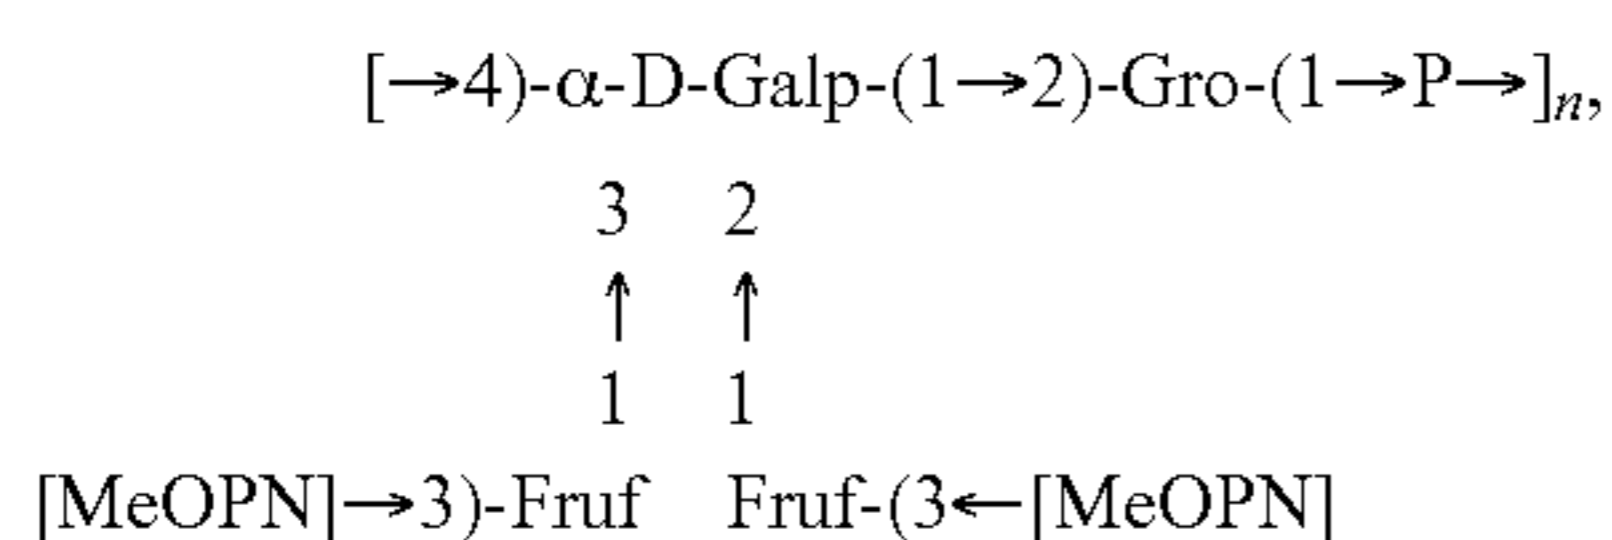 [→4)-α-D-Galp-(1→2)-Gro-(1→P→]n,
3 2
↑ ↑
1 1
[MeOPN]→3)-Fruf Fruf-(3←[MeOPN]